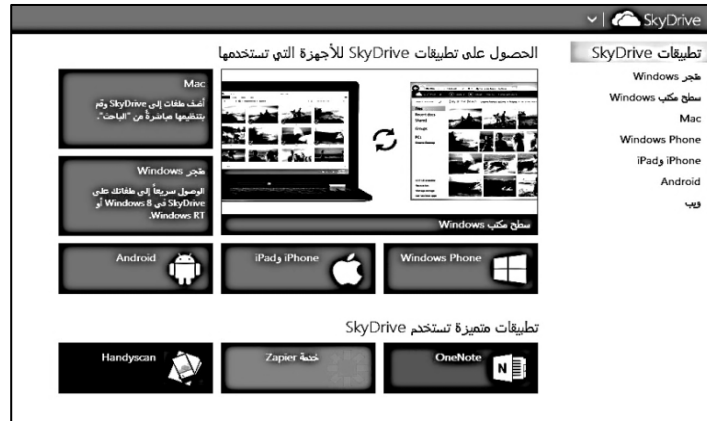 SkyDrive
تطبيقات SkyDrive
متجر Windows
سطح مكتب Windows
Mac
Windows Phone
iPhone وiPad
Android
ويب
الحصول على تطبيقات SkyDrive للأجهزة التي تستخدمها
سطح مكتب Windows
Mac
أضف ملفات إلى SkyDrive وقم
بتنظيمها مباشرةً من "الباحث".
متجر Windows
الوصول سريعاً إلى ملفاتك على
SkyDrive في Windows 8 أو
Windows RT.
Windows Phone
iPhone وiPad
Android
تطبيقات متميزة تستخدم SkyDrive
OneNote
خدمة Zapier
Handyscan